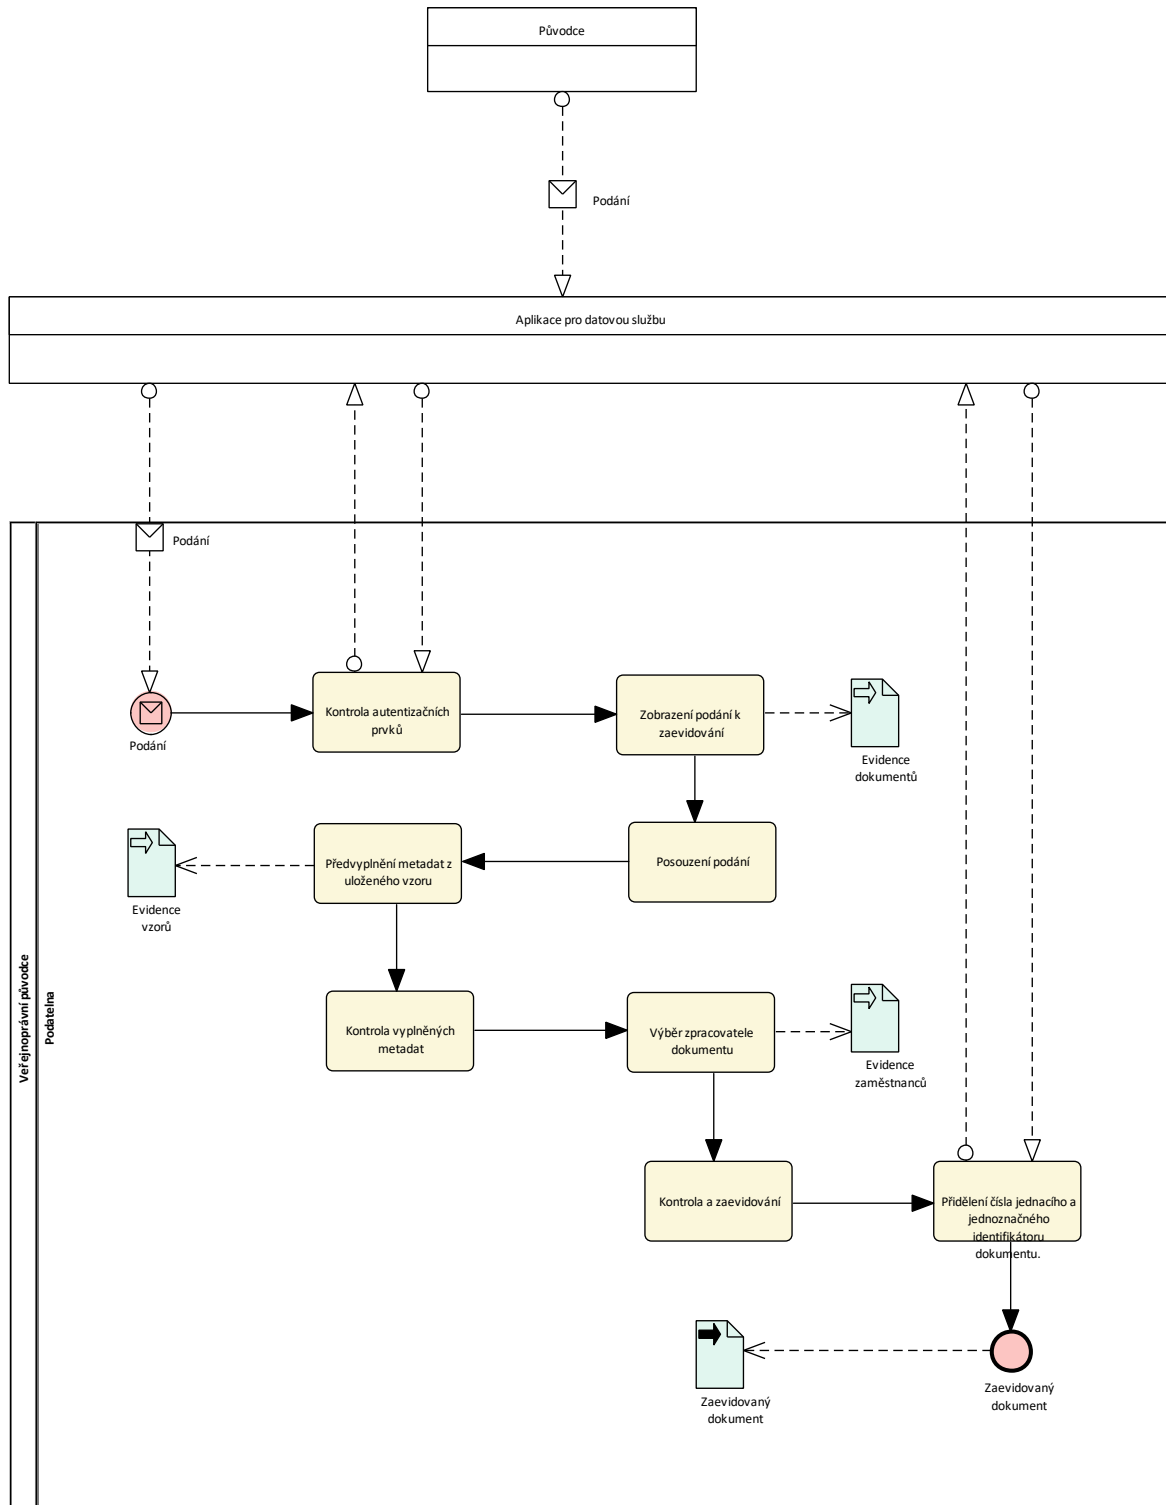 Původce
Podání
Aplikace pro datovou službu
Podání
Podání
Kontrola autentizačních
prvků
Zobrazení podání k
zaevidování
Evidence
dokumentů
Předvyplnění metadat z
uloženého vzoru
Posouzení podání
Evidence
vzorů
Veřejnoprávní původce
Podatelna
Kontrola vyplněných
metadat
Výběr zpracovatele
dokumentu
Evidence
zaměstnanců
Kontrola a zaevidování
Přidělení čísla jednacího a
jednoznačného
identifikátoru
dokumentu.
Zaevidovaný
dokument
Zaevidovaný
dokument